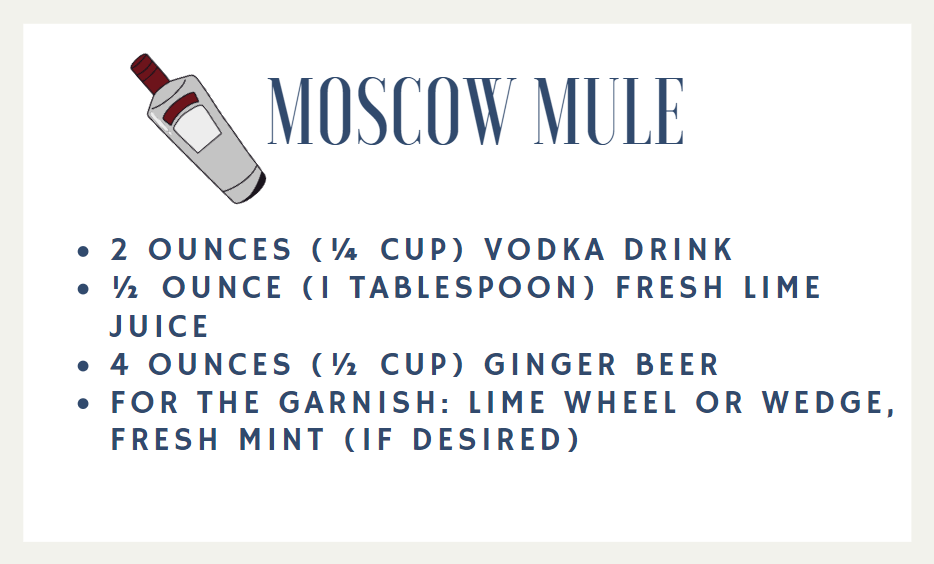 MOSCOW MULE
• 2 OUNCES (¼ CUP) VODKA DRINK
• ½ OUNCE (1 TABLESPOON) FRESH LIME
JUICE
• 4 OUNCES (½ CUP) GINGER BEER
• FOR THE GARNISH: LIME WHEEL OR WEDGE,
FRESH MINT (IF DESIRED)